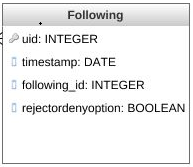 Following
uid: INTEGER
timestamp: DATE
following_id: INTEGER
rejectordenyoption: BOOLEAN